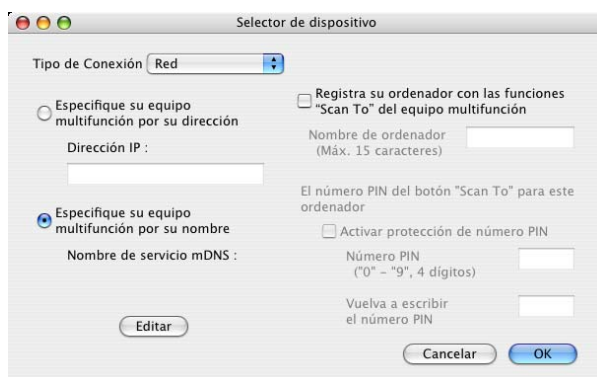 Selector de dispositivo
Tipo de Conexión Red
Especifique su equipo
multifunción por su dirección
Dirección IP :
Especifique su equipo
multifunción por su nombre
Nombre de servicio mDNS :
Editar
Registra su ordenador con las funciones
"Scan To" del equipo multifunción
Nombre de ordenador
(Máx. 15 caracteres)
El número PIN del botón "Scan To" para este
ordenador
Activar protección de número PIN
Número PIN
("0" – "9", 4 dígitos)
Vuelva a escribir
el número PIN
Cancelar
OK